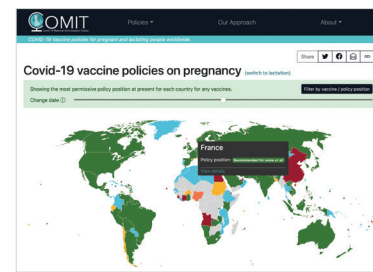 COMIT
Policies
Our Approach
About
COVID-19 Vaccine policies for pregnant and lactating people worldwide.
Share
Covid-19 vaccine policies on pregnancy (switch to lactation)
Showing the most permissive policy position at present for each country for any vaccines.
Filter by vaccine / policy position
Change date
France
Policy position: Recommended for some or all
View details